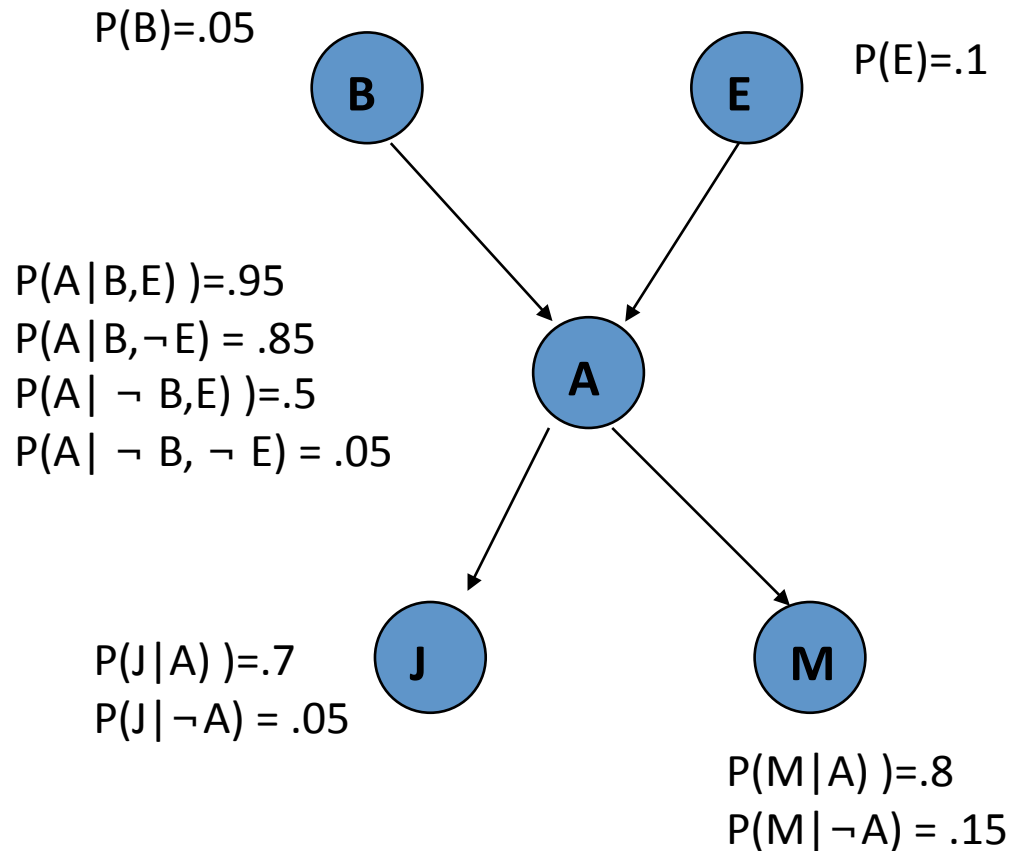 P(B)=.05
P(E)=.1
B
E
P(A|B,E) )=.95
P(A|B,¬E) = .85
P(A| ¬ B,E) )=.5
P(A| ¬ B, ¬ E) = .05
A
P(J|A) )=.7
P(J|¬A) = .05
J
M
P(M|A) )=.8
P(M|¬A) = .15